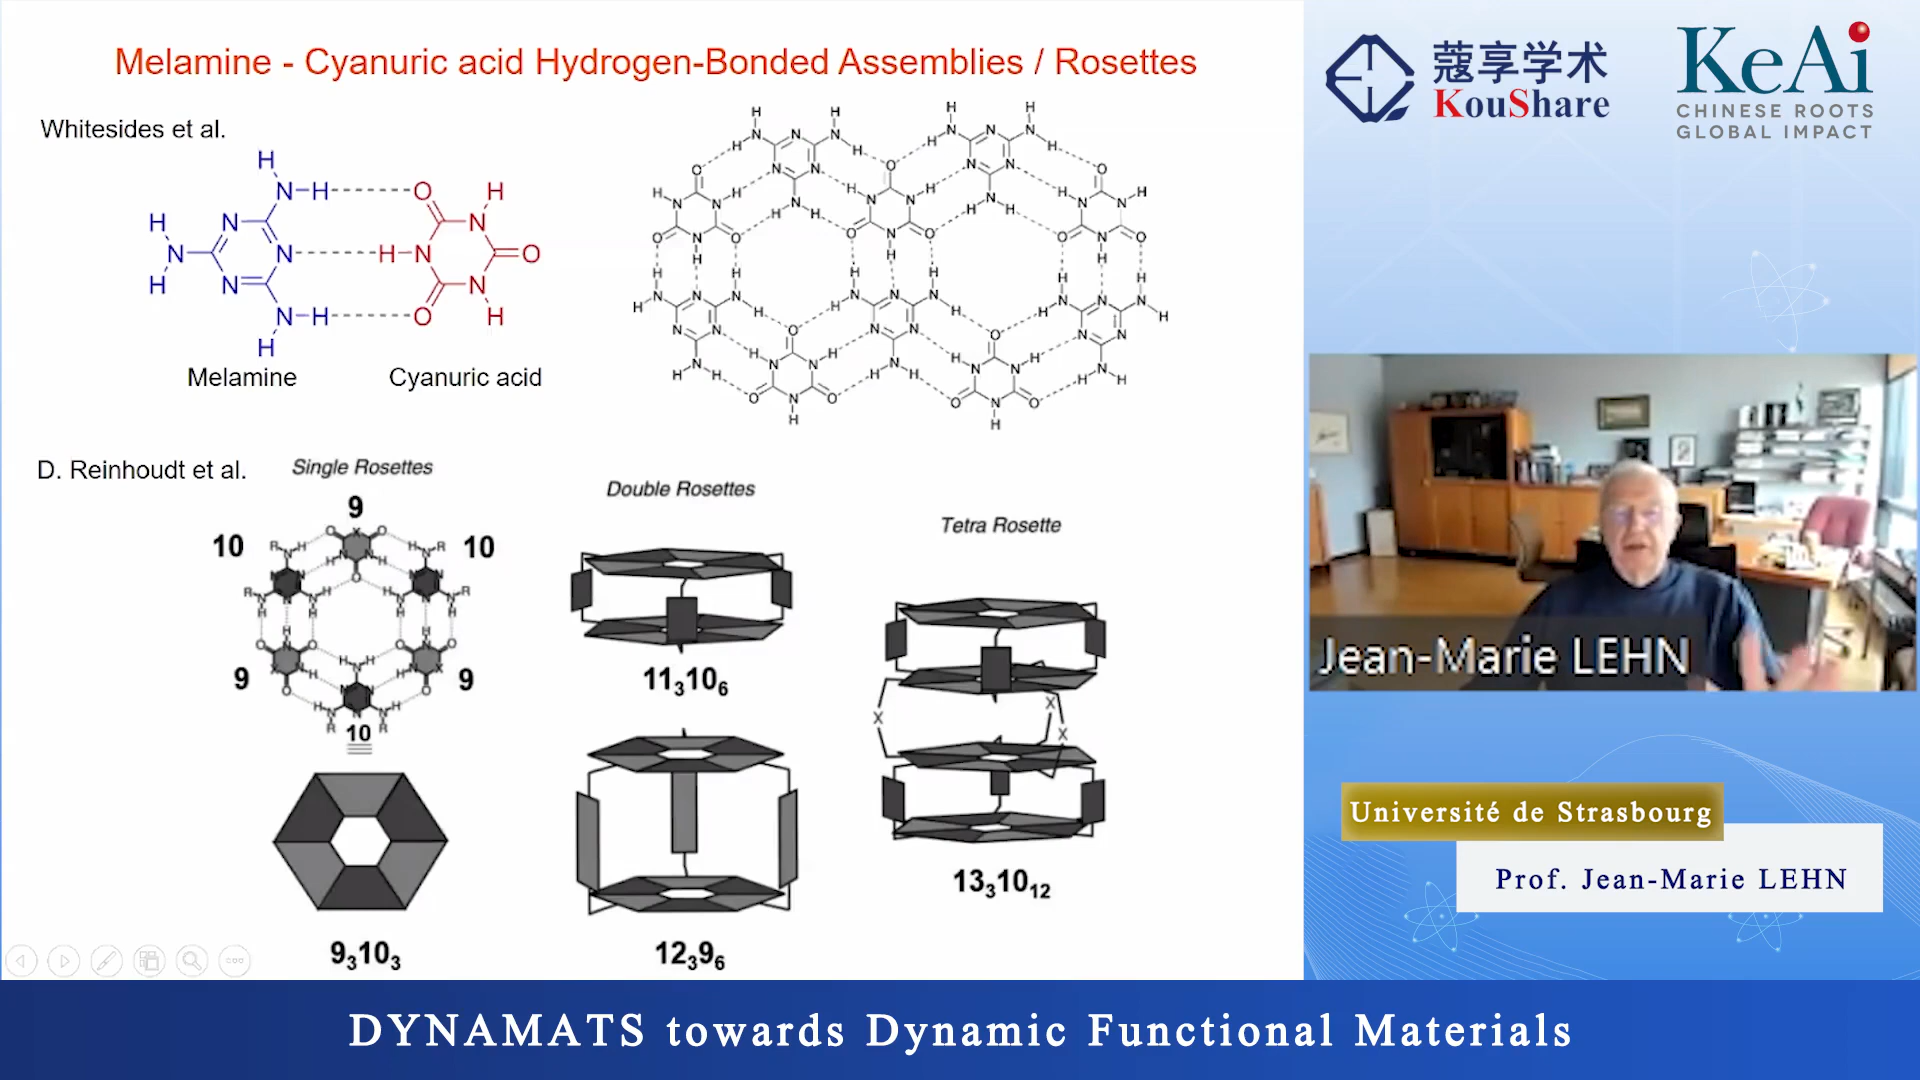 Melamine - Cyanuric acid Hydrogen-Bonded Assemblies / Rosettes
Whitesides et al.
Melamine
Cyanuric acid
D. Reinhoudt et al.
Single Rosettes
9
10
10
9
9
10
9₃10₃
Double Rosettes
11₃10₆
12₃9₆
Tetra Rosette
X
X
X
13₃10₁₂
蔻享学术
KouShare
KeAi
CHINESE ROOTS
GLOBAL IMPACT
Jean-Marie LEHN
Université de Strasbourg
Prof. Jean-Marie LEHN
DYNAMATS towards Dynamic Functional Materials